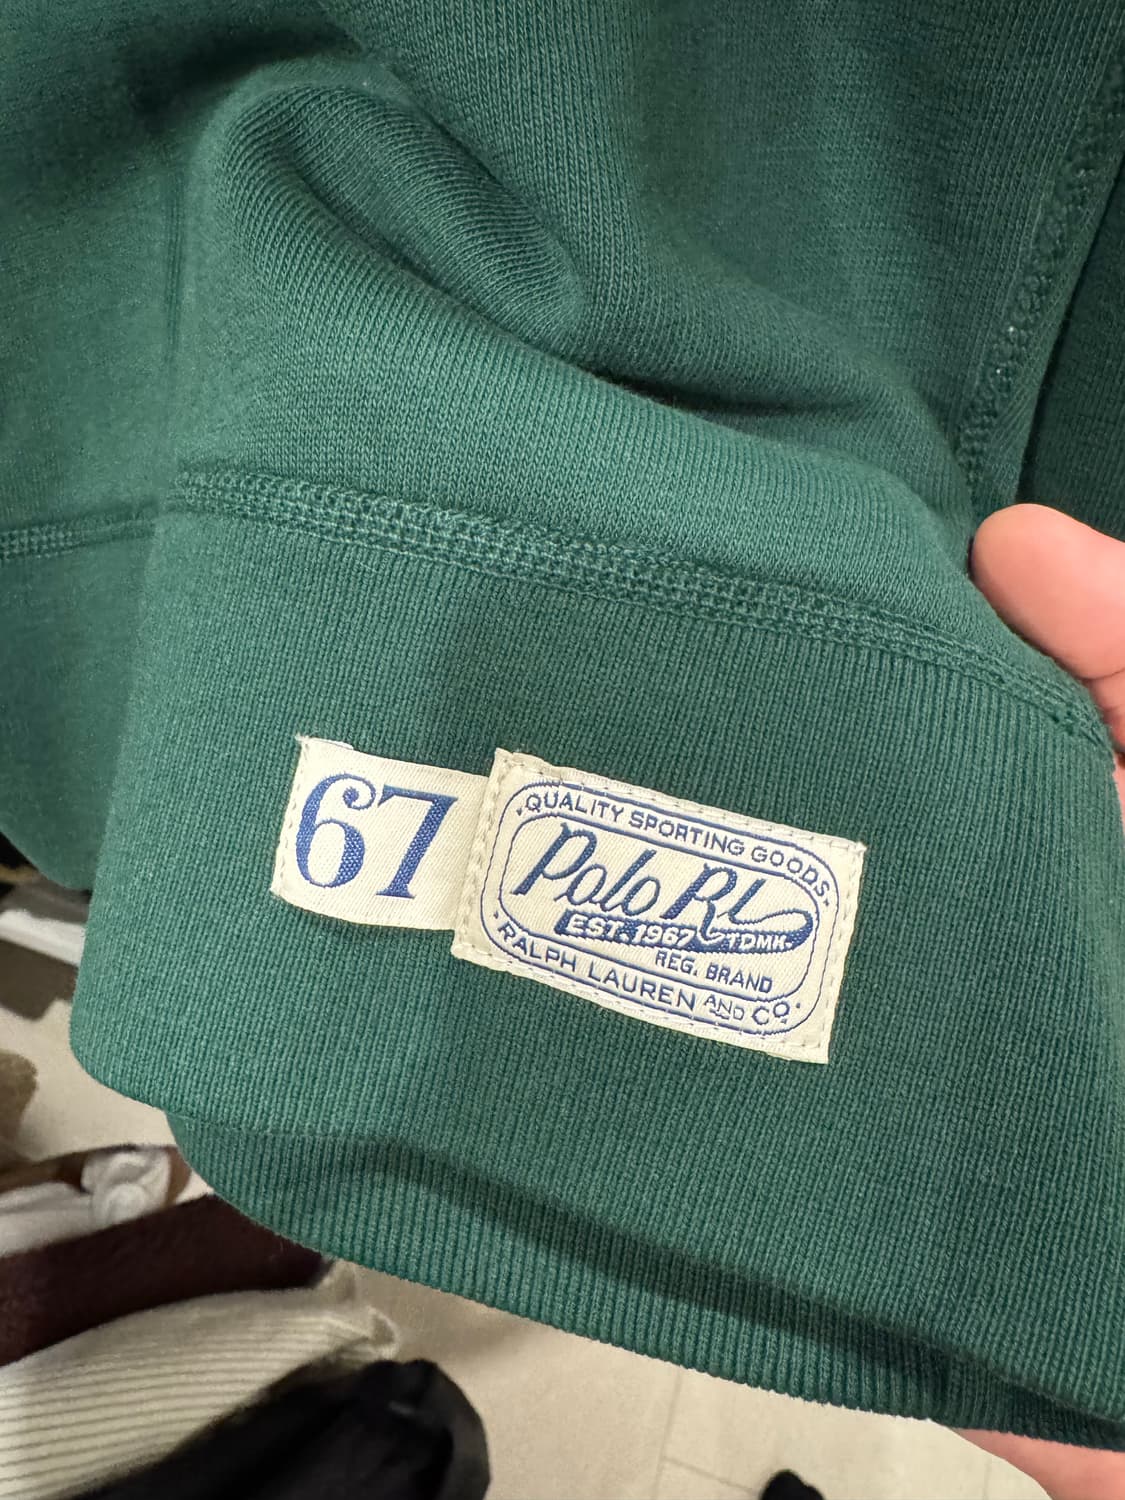 67
QUALITY SPORTING GOODS
Polo RL
EST. 1967 TDMK
REG. BRAND
RALPH LAUREN AND CO.